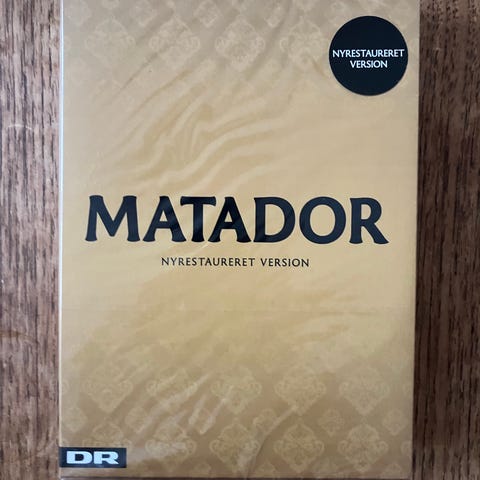 NYRESTAURERET
VERSION
MATADOR
NYRESTAURERET VERSION
DR